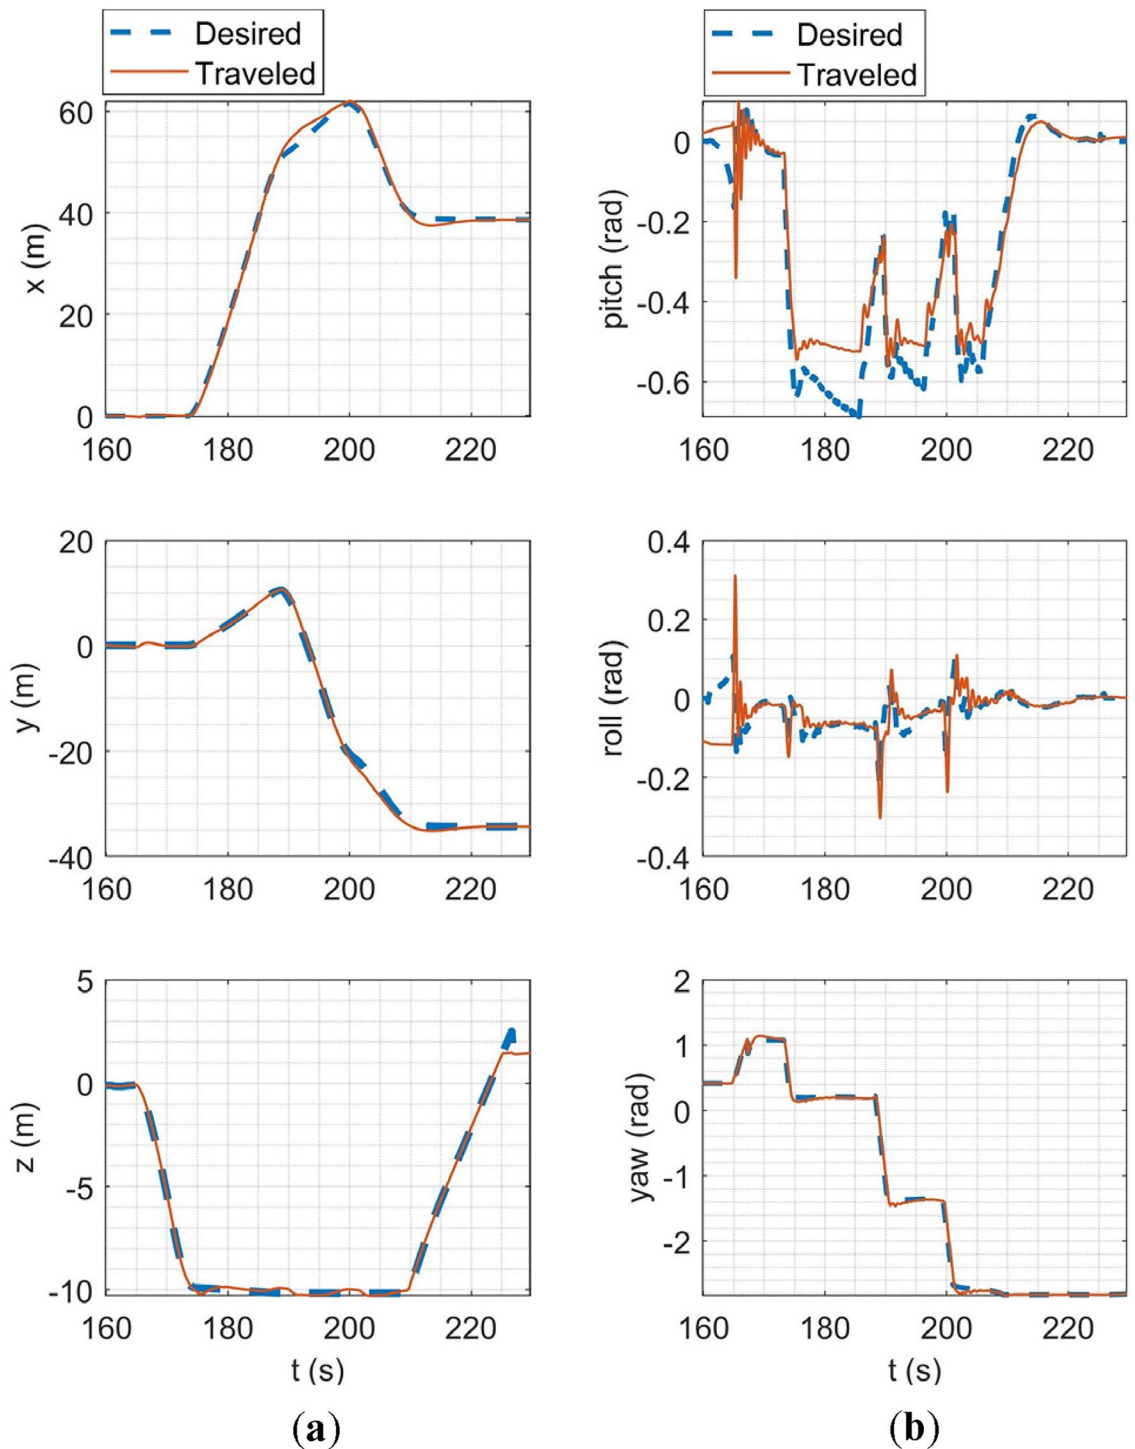 Desired
Traveled
60
40
20
0
x (m)
160 180 200 220
20
0
-20
-40
y (m)
160 180 200 220
5
0
-5
-10
z (m)
160 180 200 220
t (s)
(a)
Desired
Traveled
0
-0.2
-0.4
-0.6
pitch (rad)
160 180 200 220
0.4
0.2
0
-0.2
-0.4
roll (rad)
160 180 200 220
2
1
0
-1
-2
yaw (rad)
160 180 200 220
t (s)
(b)